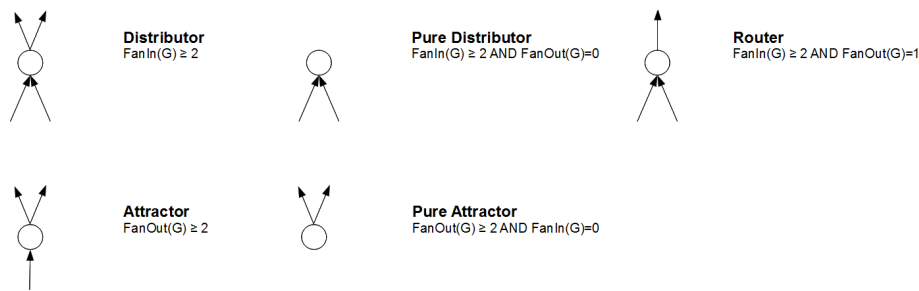 Distributor
FanIn(G) ≥ 2
Pure Distributor
FanIn(G) ≥ 2 AND FanOut(G)=0
Router
FanIn(G) ≥ 2 AND FanOut(G)=1
Attractor
FanOut(G) ≥ 2
Pure Attractor
FanOut(G) ≥ 2 AND FanIn(G)=0